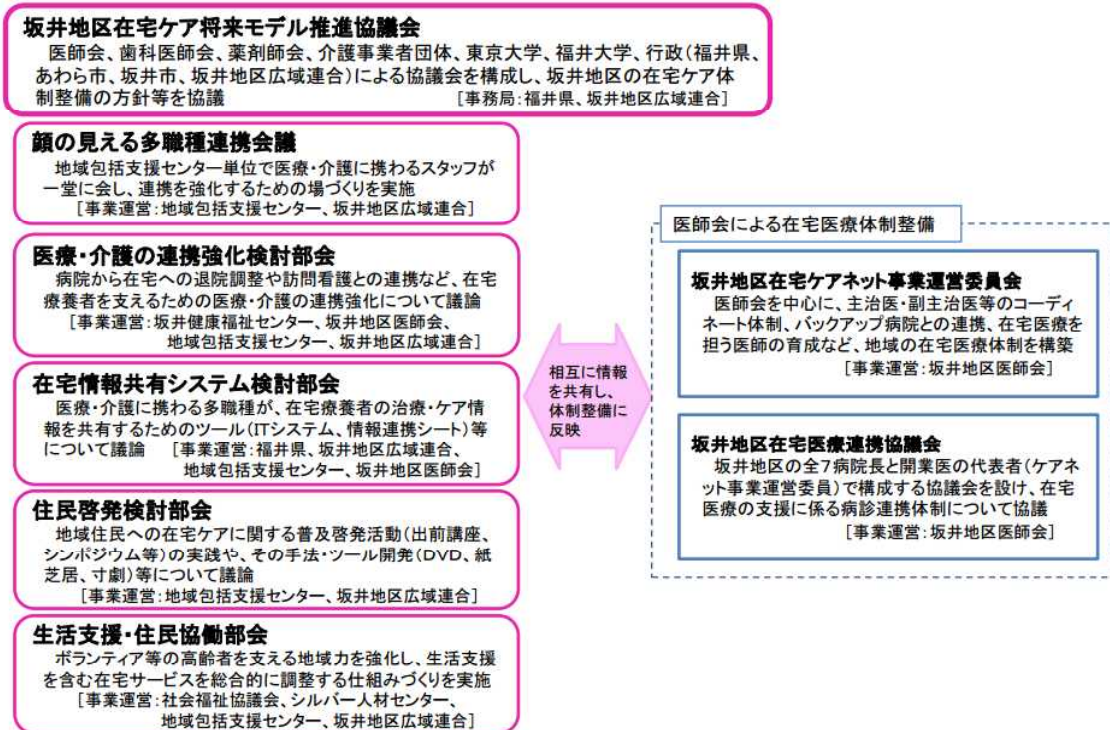 坂井地区在宅ケア将来モデル推進協議会
医師会、歯科医師会、薬剤師会、介護事業者団体、東京大学、福井大学、行政(福井県、
あわら市、坂井市、坂井地区広域連合)による協議会を構成し、坂井地区の在宅ケア体
制整備の方針等を協議 [事務局:福井県、坂井地区広域連合]
顔の見える多職種連携会議
地域包括支援センター単位で医療・介護に携わるスタッフが
一堂に会し、連携を強化するための場づくりを実施
[事業運営:地域包括支援センター、坂井地区広域連合]
医療・介護の連携強化検討部会
病院から在宅への退院調整や訪問看護との連携など、在宅
療養者を支えるための医療・介護の連携強化について議論
[事業運営:坂井健康福祉センター、坂井地区医師会、
地域包括支援センター、坂井地区広域連合]
在宅情報共有システム検討部会
医療・介護に携わる多職種が、在宅療養者の治療・ケア情
報を共有するためのツール(ITシステム、情報連携シート)等
について議論 [事業運営:福井県、坂井地区広域連合、
地域包括支援センター、坂井地区医師会]
住民啓発検討部会
地域住民への在宅ケアに関する普及啓発活動(出前講座、
シンポジウム等)の実践や、その手法・ツール開発(DVD、紙
芝居、寸劇)等について議論
[事業運営:地域包括支援センター、坂井地区広域連合]
生活支援・住民協働部会
ボランティア等の高齢者を支える地域力を強化し、生活支援
を含む在宅サービスを総合的に調整する仕組みづくりを実施
[事業運営:社会福祉協議会、シルバー人材センター、
地域包括支援センター、坂井地区広域連合]
相互に情報
を共有し、
体制整備に
反映
医師会による在宅医療体制整備
坂井地区在宅ケアネット事業運営委員会
医師会を中心に、主治医・副主治医等のコーディ
ネート体制、バックアップ病院との連携、在宅医療を
担う医師の育成など、地域の在宅医療体制を構築
[事業運営:坂井地区医師会]
坂井地区在宅医療連携協議会
坂井地区の全7病院長と開業医の代表者(ケアネ
ット事業運営委員)で構成する協議会を設け、在宅
医療の支援に係る病診連携体制について協議
[事業運営:坂井地区医師会]